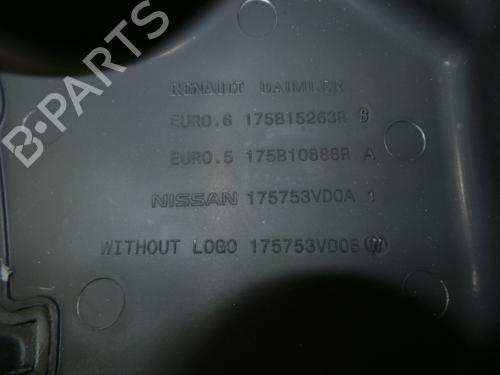 RENAULT DAIMLER
EURO.6 175B15263R
EURO.5 175B10888R A
NISSAN 175753VD0A 1
WITHOUT LOGO 175753VD0B
B-PARTS